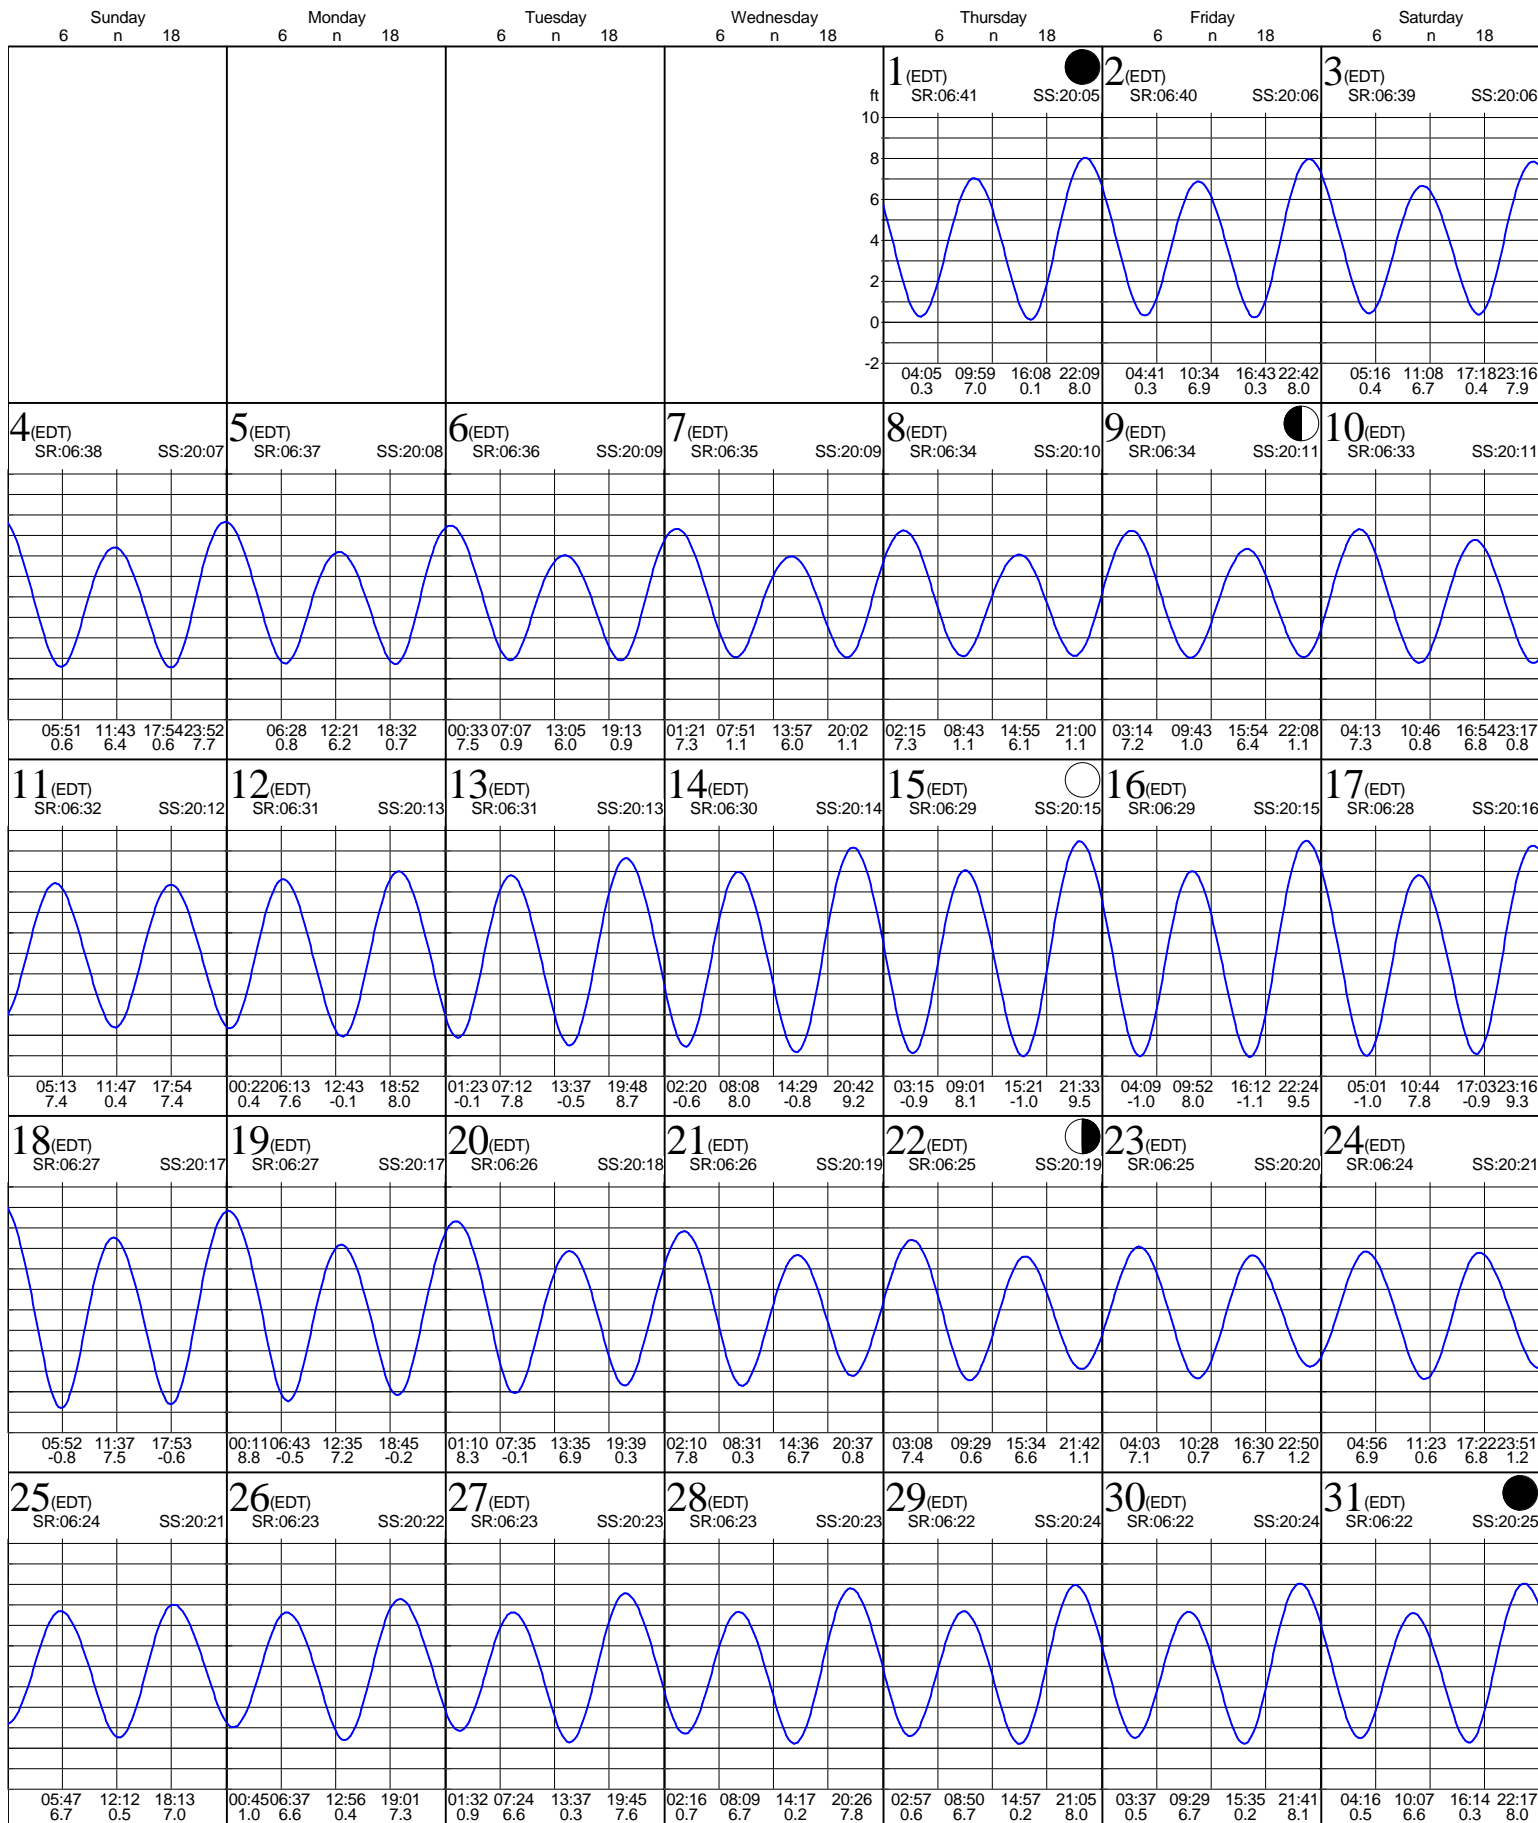 Sunday Monday Tuesday Wednesday Thursday Friday Saturday
6 n 18 6 n 18 6 n 18 6 n 18 6 n 18 6 n 18 6 n 18
1(EDT) 2(EDT) 3(EDT)
ft SR:06:41 SS:20:05 SR:06:40 SS:20:06 SR:06:39 SS:20:06
10
8
6
4
2
0
-2
04:05 09:59 16:08 22:09 04:41 10:34 16:43 22:42 05:16 11:08 17:18 23:16
0.3 7.0 0.1 8.0 0.3 6.9 0.3 8.0 0.4 6.7 0.4 7.9
4(EDT) 5(EDT) 6(EDT) 7(EDT) 8(EDT) 9(EDT) 10(EDT)
SR:06:38 SS:20:07 SR:06:37 SS:20:08 SR:06:36 SS:20:09 SR:06:35 SS:20:09 SR:06:34 SS:20:10 SR:06:34 SS:20:11 SR:06:33 SS:20:11
05:51 11:43 17:54 23:52 06:28 12:21 18:32 00:33 07:07 13:05 19:13 01:21 07:51 13:57 20:02 02:15 08:43 14:55 21:00 03:14 09:43 15:54 22:08 04:13 10:46 16:54 23:17
0.6 6.4 0.6 7.7 0.8 6.2 0.7 7.5 0.9 6.0 0.9 7.3 1.1 6.0 1.1 7.3 1.1 6.1 1.1 7.2 1.0 6.4 1.1 7.3 0.8 6.8 0.8
11(EDT) 12(EDT) 13(EDT) 14(EDT) 15(EDT) 16(EDT) 17(EDT)
SR:06:32 SS:20:12 SR:06:31 SS:20:13 SR:06:31 SS:20:13 SR:06:30 SS:20:14 SR:06:29 SS:20:15 SR:06:29 SS:20:15 SR:06:28 SS:20:16
05:13 11:47 17:54 00:22 06:13 12:43 18:52 01:23 07:12 13:37 19:48 02:20 08:08 14:29 20:42 03:15 09:01 15:21 21:33 04:09 09:52 16:12 22:24 05:01 10:44 17:03 23:16
7.4 0.4 7.4 0.4 7.6 -0.1 8.0 -0.1 7.8 -0.5 8.7 -0.6 8.0 -0.8 9.2 -0.9 8.1 -1.0 9.5 -1.0 8.0 -1.1 9.5 -1.0 7.8 -0.9 9.3
18(EDT) 19(EDT) 20(EDT) 21(EDT) 22(EDT) 23(EDT) 24(EDT)
SR:06:27 SS:20:17 SR:06:27 SS:20:17 SR:06:26 SS:20:18 SR:06:26 SS:20:19 SR:06:25 SS:20:19 SR:06:25 SS:20:20 SR:06:24 SS:20:21
05:52 11:37 17:53 00:11 06:43 12:35 18:45 01:10 07:35 13:35 19:39 02:10 08:31 14:36 20:37 03:08 09:29 15:34 21:42 04:03 10:28 16:30 22:50 04:56 11:23 17:22 23:51
-0.8 7.5 -0.6 8.8 -0.5 7.2 -0.2 8.3 -0.1 6.9 0.3 7.8 0.3 6.7 0.8 7.4 0.6 6.6 1.1 7.1 0.7 6.7 1.2 6.9 0.6 6.8 1.2
25(EDT) 26(EDT) 27(EDT) 28(EDT) 29(EDT) 30(EDT) 31(EDT)
SR:06:24 SS:20:21 SR:06:23 SS:20:22 SR:06:23 SS:20:23 SR:06:23 SS:20:23 SR:06:22 SS:20:24 SR:06:22 SS:20:24 SR:06:22 SS:20:25
05:47 12:12 18:13 00:45 06:37 12:56 19:01 01:32 07:24 13:37 19:45 02:16 08:09 14:17 20:26 02:57 08:50 14:57 21:05 03:37 09:29 15:35 21:41 04:16 10:07 16:14 22:17
6.7 0.5 7.0 1.0 6.6 0.4 7.3 0.9 6.6 0.3 7.6 0.7 6.7 0.2 7.8 0.6 6.7 0.2 8.0 0.5 6.7 0.2 8.1 0.5 6.6 0.3 8.0